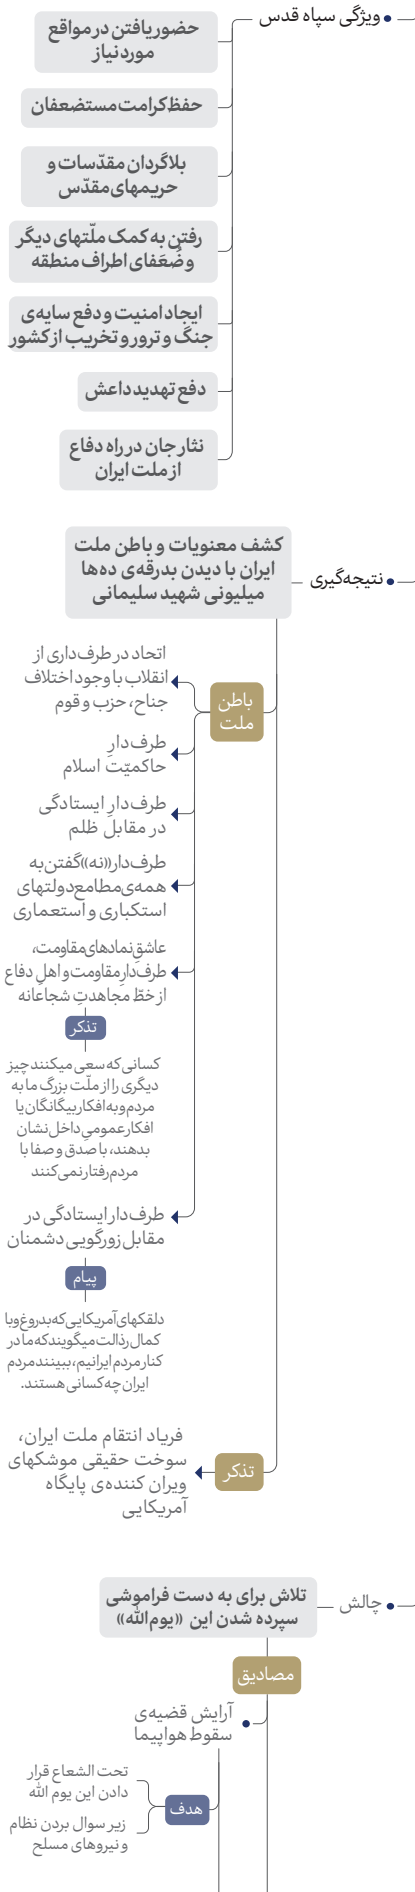 ویژگی سپاه قدس
حضور یافتن در مواقع
مورد نیاز
حفظ کرامت مستضعفان
بلاگردان مقدّسات و
حریمهای مقدّس
رفتن به کمک ملّتهای دیگر
و ضُعَفای اطراف منطقه
ایجاد امنیت و دفع سایه‌ی
جنگ و ترور و تخریب از کشور
دفع تهدید داعش
نثار جان در راه دفاع
از ملت ایران
نتیجه‌گیری
کشف معنویات و باطن ملت
ایران با دیدن بدرقه‌ی ده‌ها
میلیونی شهید سلیمانی
باطن
ملت
اتحاد در طرف‌داری از
انقلاب با وجود اختلاف
جناح، حزب و قوم
طرف‌دارِ
حاکمیّت اسلام
طرف‌دارِ ایستادگی
در مقابل ظلم
طرف‌دار «نه» گفتن به
همه‌ی مطامع دولتهای
استکباری و استعماری
عاشقِ نمادهای مقاومت،
طرف‌دارِ مقاومت و اهلِ دفاع
از خطّ مجاهدتِ شجاعانه
تذکر
کسانی که سعی میکنند چیز
دیگری را از ملّت بزرگ ما به
مردم و به افکار بیگانگان یا
افکار عمومیِ داخل نشان
بدهند، با صدق و صفا با
مردم رفتار نمی‌کنند
طرف‌دار ایستادگی در
مقابل زورگویی دشمنان
پیام
دلقکهای آمریکایی که بدروغ و با
کمال رذالت میگویند که ما در
کنار مردم ایرانیم، ببینند مردم
ایران چه کسانی هستند.
تذکر
فریاد انتقام ملت ایران،
سوخت حقیقی موشکهای
ویران کننده‌ی پایگاه
آمریکایی
چالش
تلاش برای به دست فراموشی
سپرده شدن این «یوم‌الله»
مصادیق
آرایش قضیه‌ی
سقوط هواپیما
هدف
تحت الشعاع قرار
دادن این یوم الله
زیر سوال بردن نظام
و نیروهای مسلح